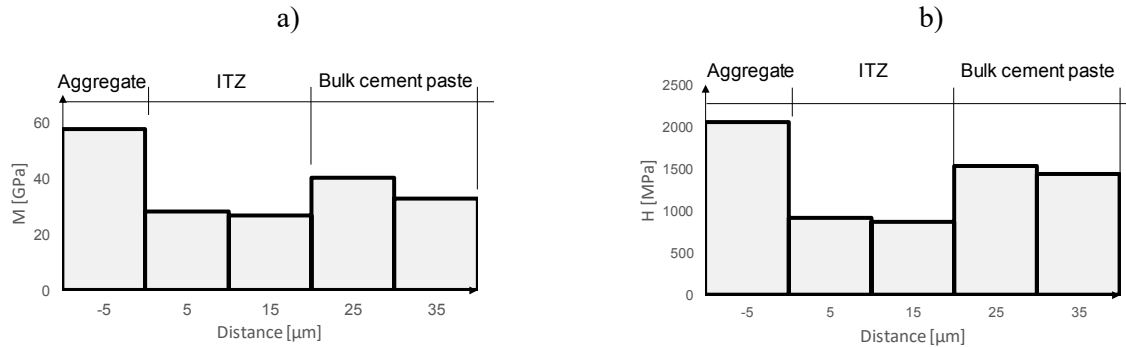 a)
Aggregate ITZ Bulk cement paste
60
40
20
0
M [GPa]
-5 5 15 25 35
Distance [μm]
b)
Aggregate ITZ Bulk cement paste
2500
2000
1500
1000
500
0
H [MPa]
-5 5 15 25 35
Distance [μm]